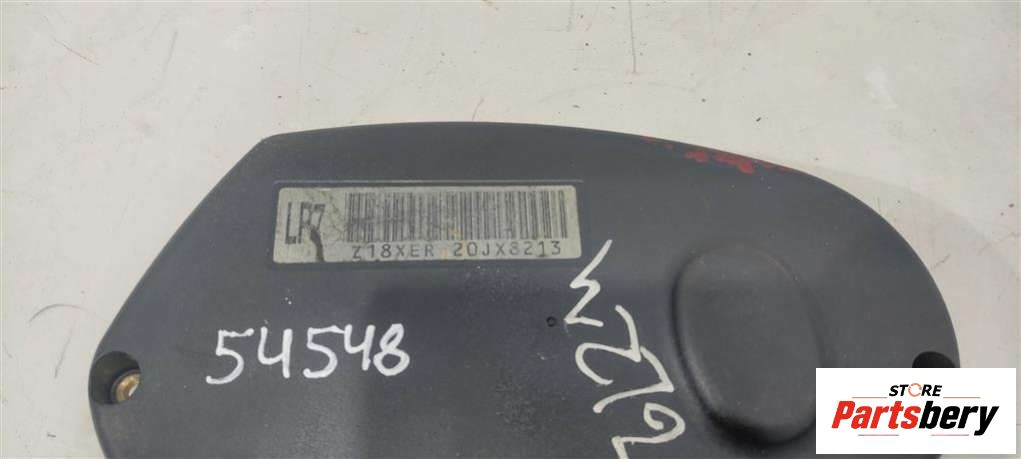 LP7
Z18XER 20JX8213
54548
STORE
Partsbery